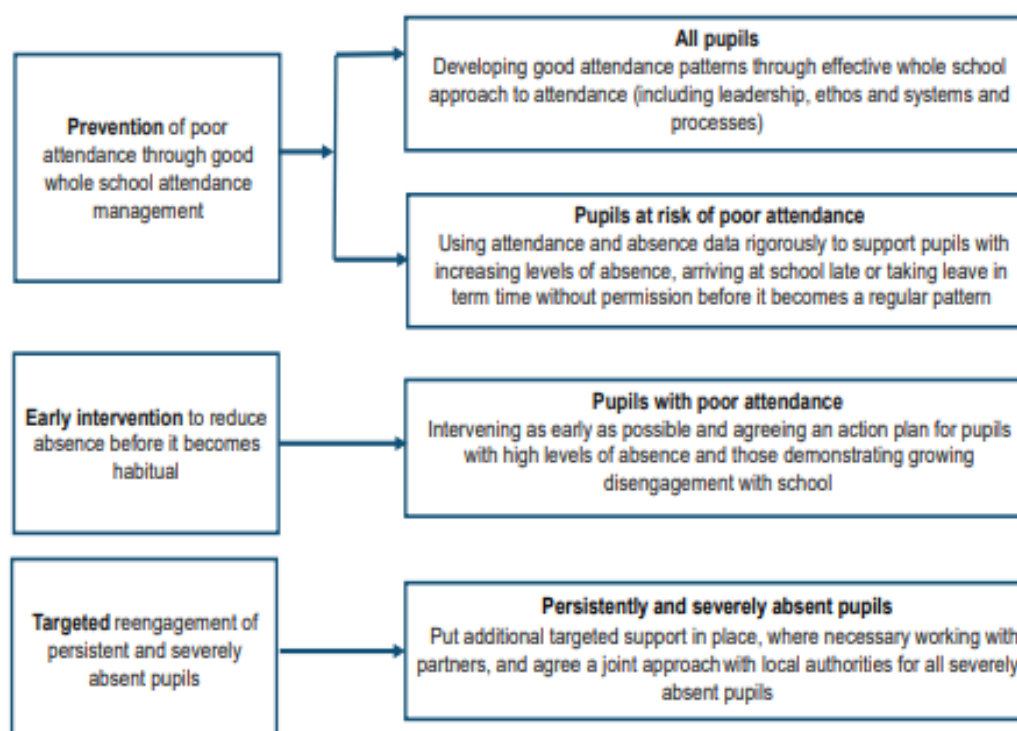 All pupils
Developing good attendance patterns through effective whole school
approach to attendance (including leadership, ethos and systems and
processes)
Prevention of poor
attendance through good
whole school attendance
management
Pupils at risk of poor attendance
Using attendance and absence data rigorously to support pupils with
increasing levels of absence, arriving at school late or taking leave in
term time without permission before it becomes a regular pattern
Early intervention to reduce
absence before it becomes
habitual
Pupils with poor attendance
Intervening as early as possible and agreeing an action plan for pupils
with high levels of absence and those demonstrating growing
disengagement with school
Targeted reengagement of
persistent and severely
absent pupils
Persistently and severely absent pupils
Put additional targeted support in place, where necessary working with
partners, and agree a joint approach with local authorities for all severely
absent pupils